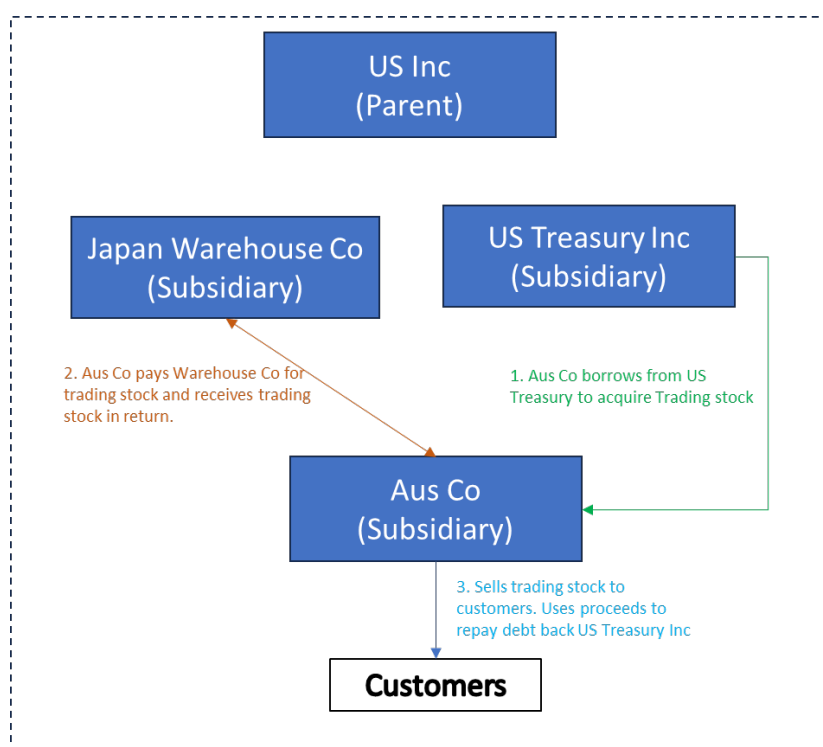 US Inc
(Parent)
Japan Warehouse Co
(Subsidiary)
US Treasury Inc
(Subsidiary)
2. Aus Co pays Warehouse Co for
trading stock and receives trading
stock in return.
1. Aus Co borrows from US
Treasury to acquire Trading stock
Aus Co
(Subsidiary)
3. Sells trading stock to
customers. Uses proceeds to
repay debt back US Treasury Inc
Customers